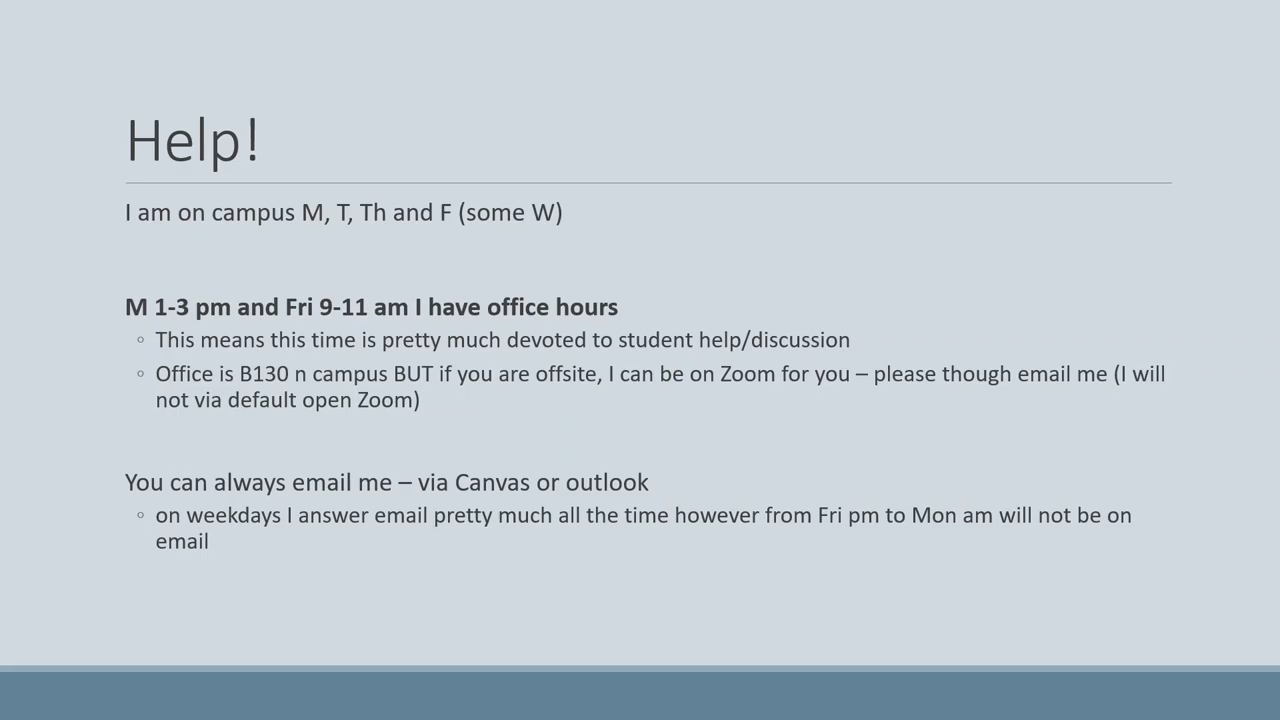 Help!
I am on campus M, T, Th and F (some W)
M 1-3 pm and Fri 9-11 am I have office hours
◦ This means this time is pretty much devoted to student help/discussion
◦ Office is B130 n campus BUT if you are offsite, I can be on Zoom for you – please though email me (I will
not via default open Zoom)
You can always email me – via Canvas or outlook
◦ on weekdays I answer email pretty much all the time however from Fri pm to Mon am will not be on
email